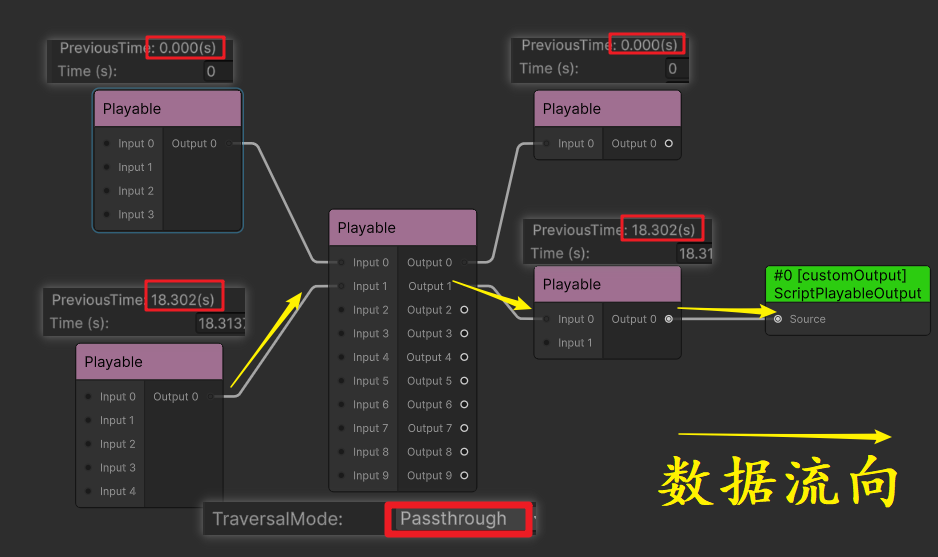 PreviousTime: 0.000(s)
Time (s): 0
Playable
Input 0 Output 0
Input 1
Input 2
Input 3
PreviousTime: 18.302(s)
Time (s): 18.313
Playable
Input 0 Output 0
Input 1
Input 2
Input 3
Input 4
Playable
Input 0 Output 0
Input 1 Output 1
Input 2 Output 2
Input 3 Output 3
Input 4 Output 4
Input 5 Output 5
Input 6 Output 6
Input 7 Output 7
Input 8 Output 8
Input 9 Output 9
TraversalMode: Passthrough
PreviousTime: 0.000(s)
Time (s): 0
Playable
Input 0 Output 0
PreviousTime: 18.302(s)
Time (s): 18.31
Playable
Input 0 Output 0
Input 1
#0 [customOutput]
ScriptPlayableOutput
Source
数据流向